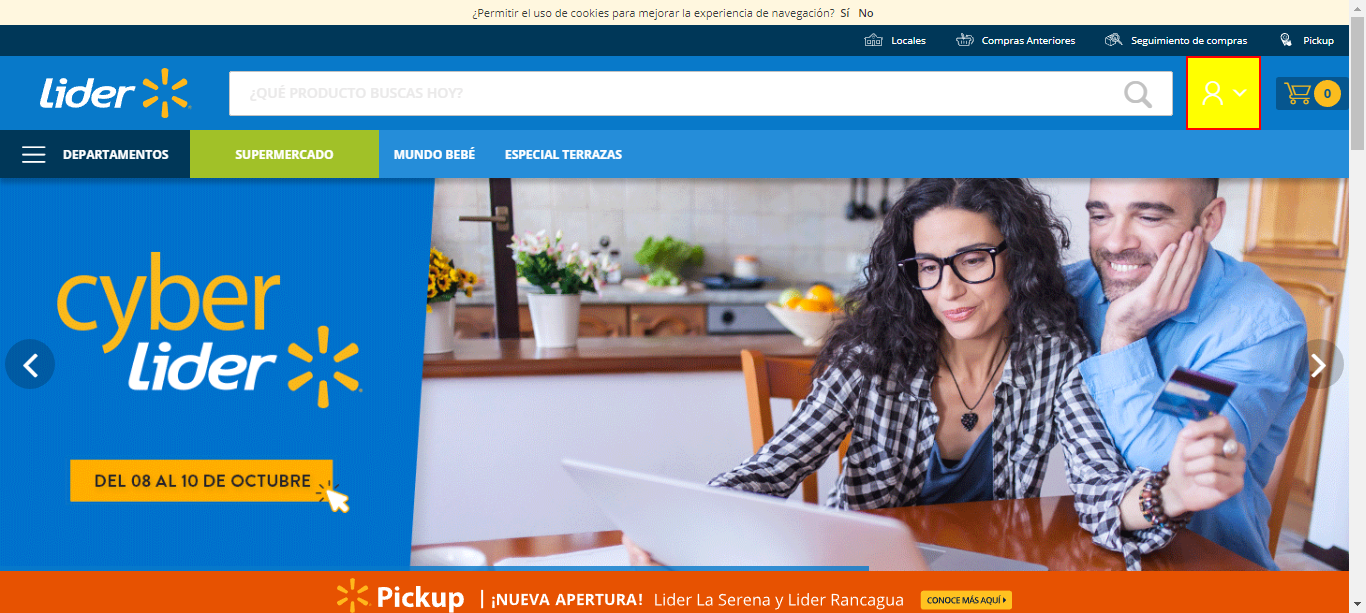 ¿Permitir el uso de cookies para mejorar la experiencia de navegación? Sí No
Locales Compras Anteriores Seguimiento de compras Pickup
Lider ¿QUÉ PRODUCTO BUSCAS HOY? 0
DEPARTAMENTOS SUPERMERCADO MUNDO BEBÉ ESPECIAL TERRAZAS
cyber
lider
DEL 08 AL 10 DE OCTUBRE
Pickup | ¡NUEVA APERTURA! Lider La Serena y Lider Rancagua CONOCE MÁS AQUÍ